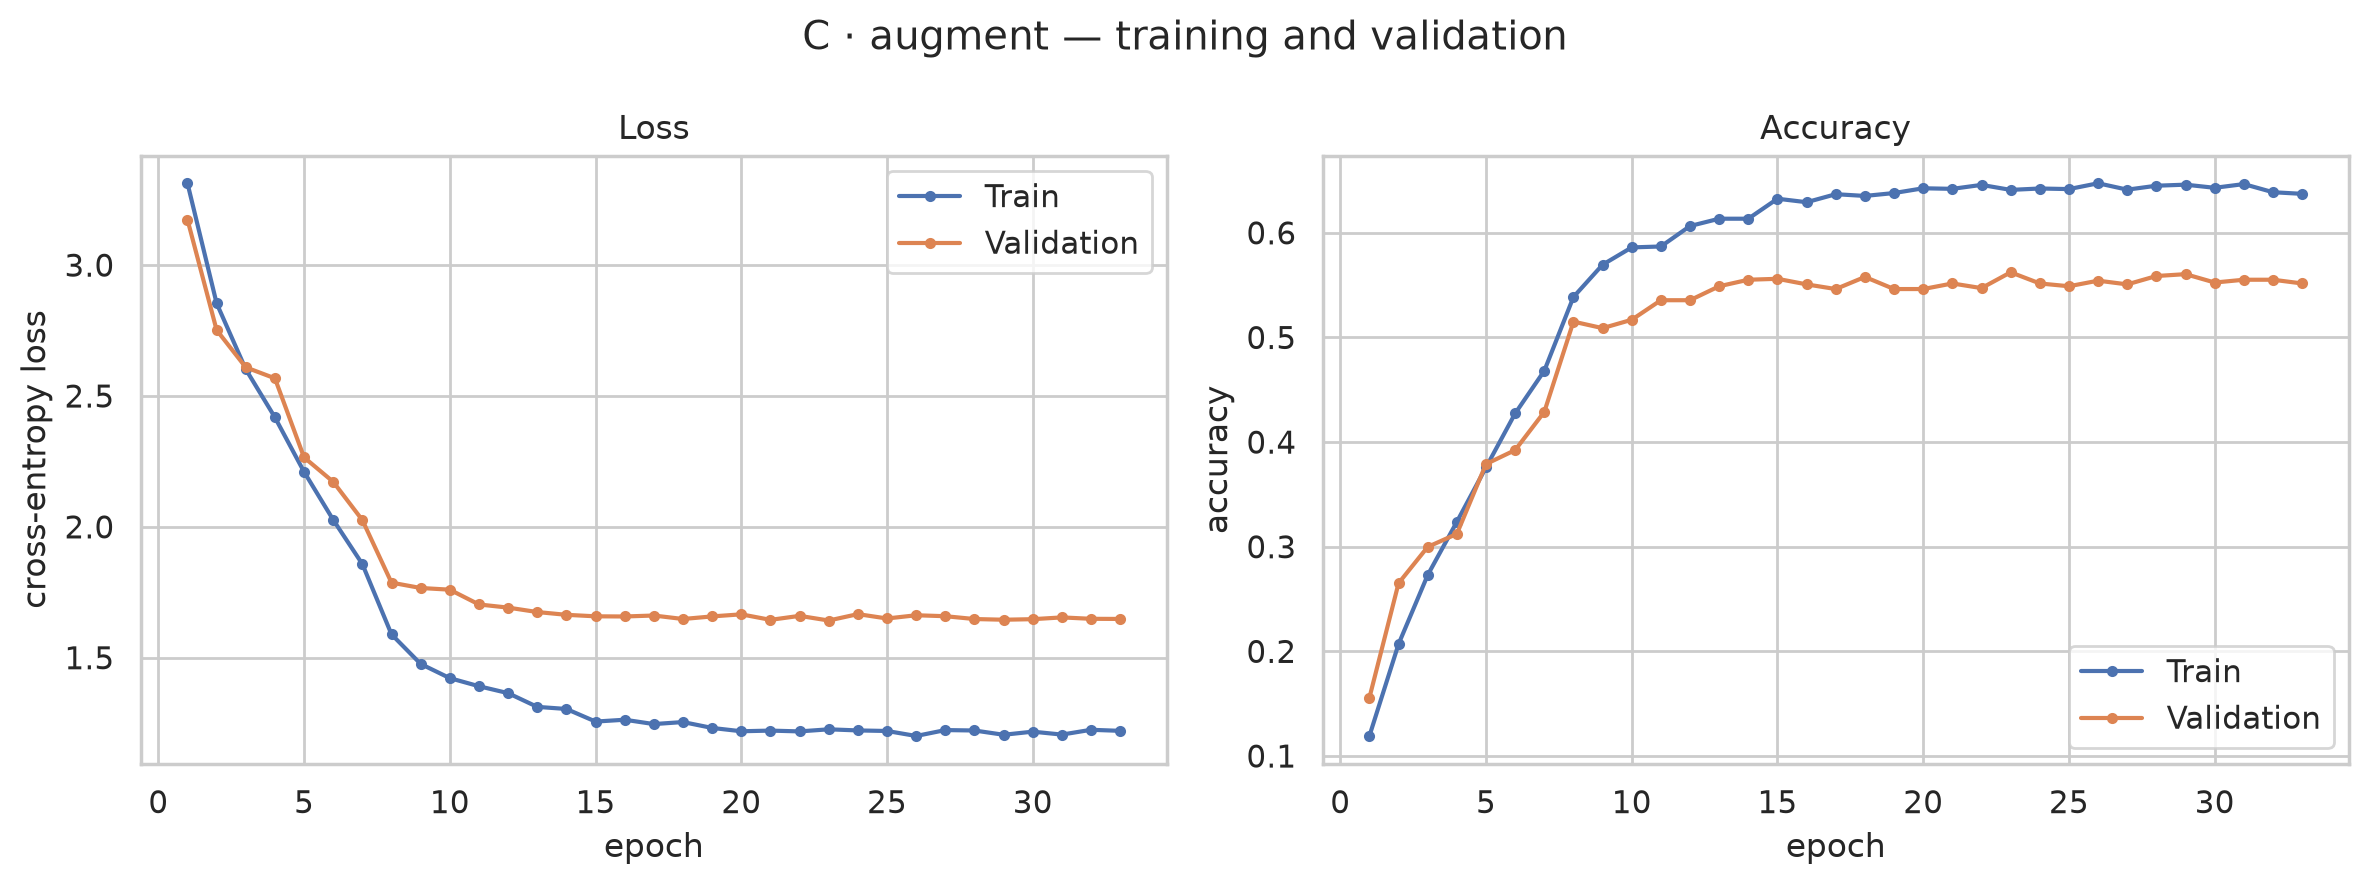 C · augment — training and validation
Loss
Accuracy
Train
Validation
cross-entropy loss
3.0
2.5
2.0
1.5
0 5 10 15 20 25 30
epoch
accuracy
0.6
0.5
0.4
0.3
0.2
0.1
Train
Validation
0 5 10 15 20 25 30
epoch